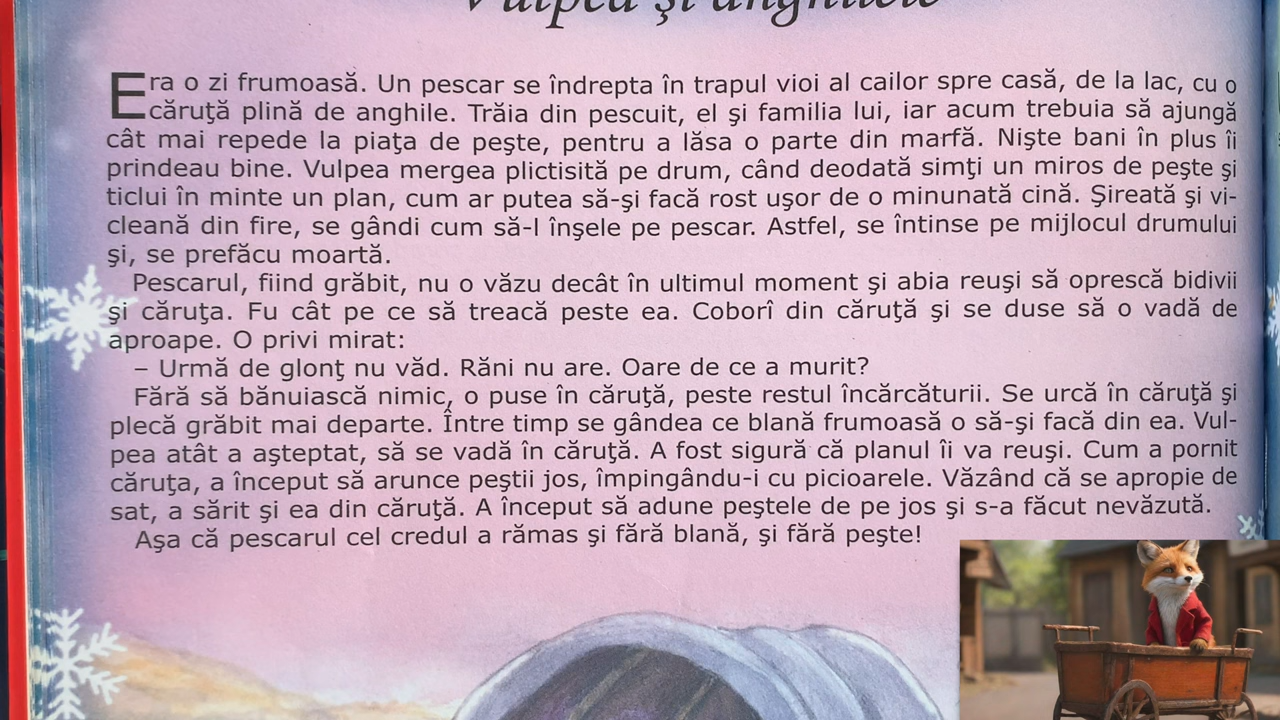 Vulpea şi anghilele
Era o zi frumoasă. Un pescar se îndrepta în trapul vioi al cailor spre casă, de la lac, cu o
căruţă plină de anghile. Trăia din pescuit, el şi familia lui, iar acum trebuia să ajungă
cât mai repede la piaţa de peşte, pentru a lăsa o parte din marfă. Nişte bani în plus îi
prindeau bine. Vulpea mergea plictisită pe drum, când deodată simţi un miros de peşte şi
ticlui în minte un plan, cum ar putea să-şi facă rost uşor de o minunată cină. Şireată şi vi-
cleană din fire, se gândi cum să-l înşele pe pescar. Astfel, se întinse pe mijlocul drumului
şi, se prefăcu moartă.
Pescarul, fiind grăbit, nu o văzu decât în ultimul moment şi abia reuşi să oprescă bidivii
şi căruţa. Fu cât pe ce să treacă peste ea. Coborî din căruţă şi se duse să o vadă de
aproape. O privi mirat:
– Urmă de glonţ nu văd. Răni nu are. Oare de ce a murit?
Fără să bănuiască nimic, o puse în căruţă, peste restul încărcăturii. Se urcă în căruţă şi
plecă grăbit mai departe. Între timp se gândea ce blană frumoasă o să-şi facă din ea. Vul-
pea atât a aşteptat, să se vadă în căruţă. A fost sigură că planul îi va reuşi. Cum a pornit
căruţa, a început să arunce peştii jos, împingându-i cu picioarele. Văzând că se apropie de
sat, a sărit şi ea din căruţă. A început să adune peştele de pe jos şi s-a făcut nevăzută.
Aşa că pescarul cel credul a rămas şi fără blană, şi fără peşte!